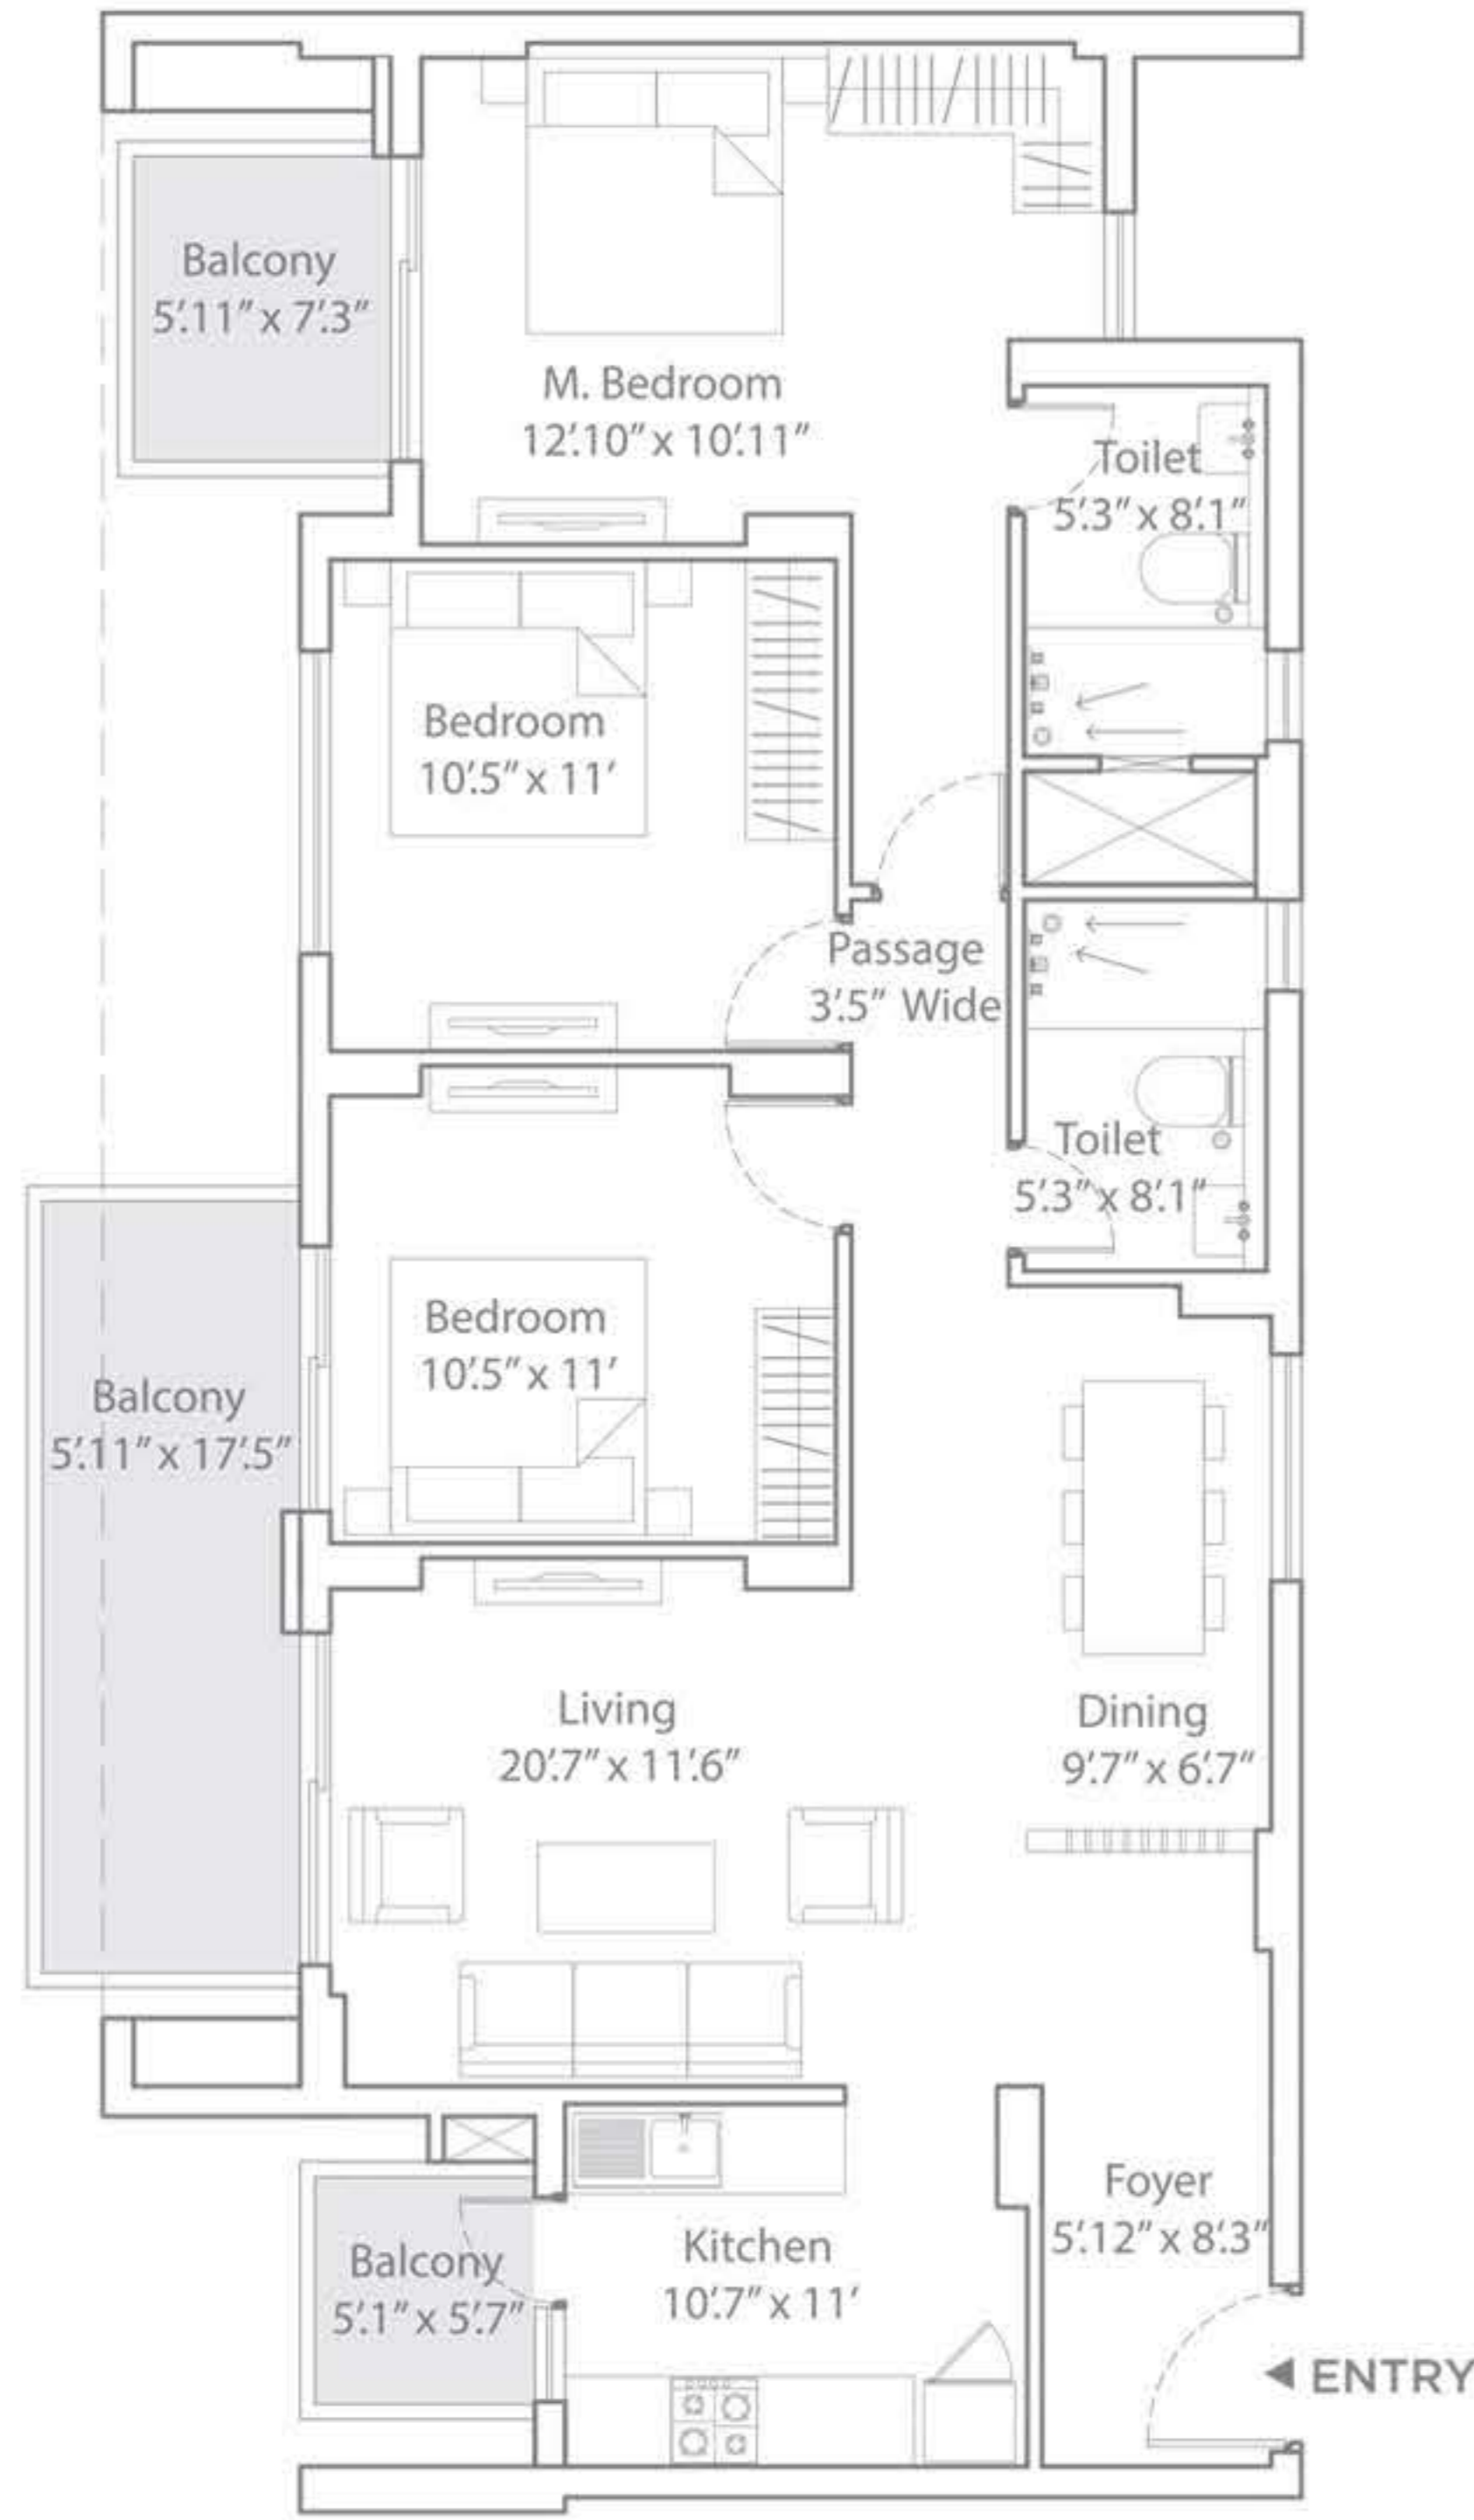 Balcony
5'.11" x 7'.3"
M. Bedroom
12'.10" x 10'.11"
Toilet
5'.3" x 8'.1"
Bedroom
10'.5" x 11'
Passage
3'.5" Wide
Toilet
5'.3" x 8'.1"
Bedroom
10'.5" x 11'
Balcony
5'.11" x 17'.5"
Living
20'.7" x 11'.6"
Dining
9'.7" x 6'.7"
Foyer
5'.12" x 8'.3"
Kitchen
10'.7" x 11'
Balcony
5'.1" x 5'.7"
ENTRY